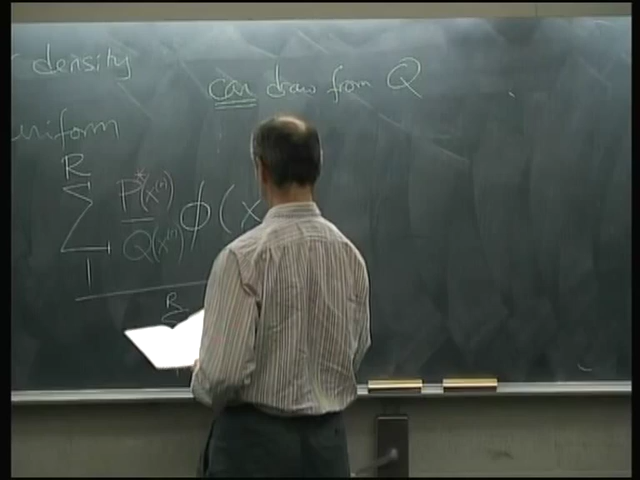 density
can draw from Q
uniform
R
P*(x⁽ʳ⁾)
∑ ϕ(x
Q(x⁽ʳ⁾)
1
R
∑